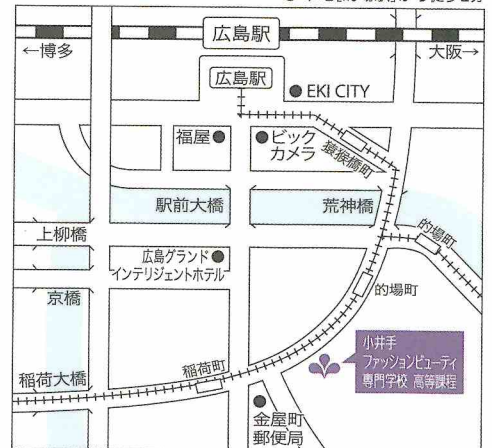 広島駅
←博多
大阪→
広島駅
EKI CITY
福屋
ビック
カメラ
猿猴橋町
駅前大橋
荒神橋
上柳橋
広島グランド
インテリジェントホテル
的場町
京橋
的場町
小井手
ファッションビューティ
専門学校 高等課程
稲荷大橋
稲荷町
金屋町
郵便局